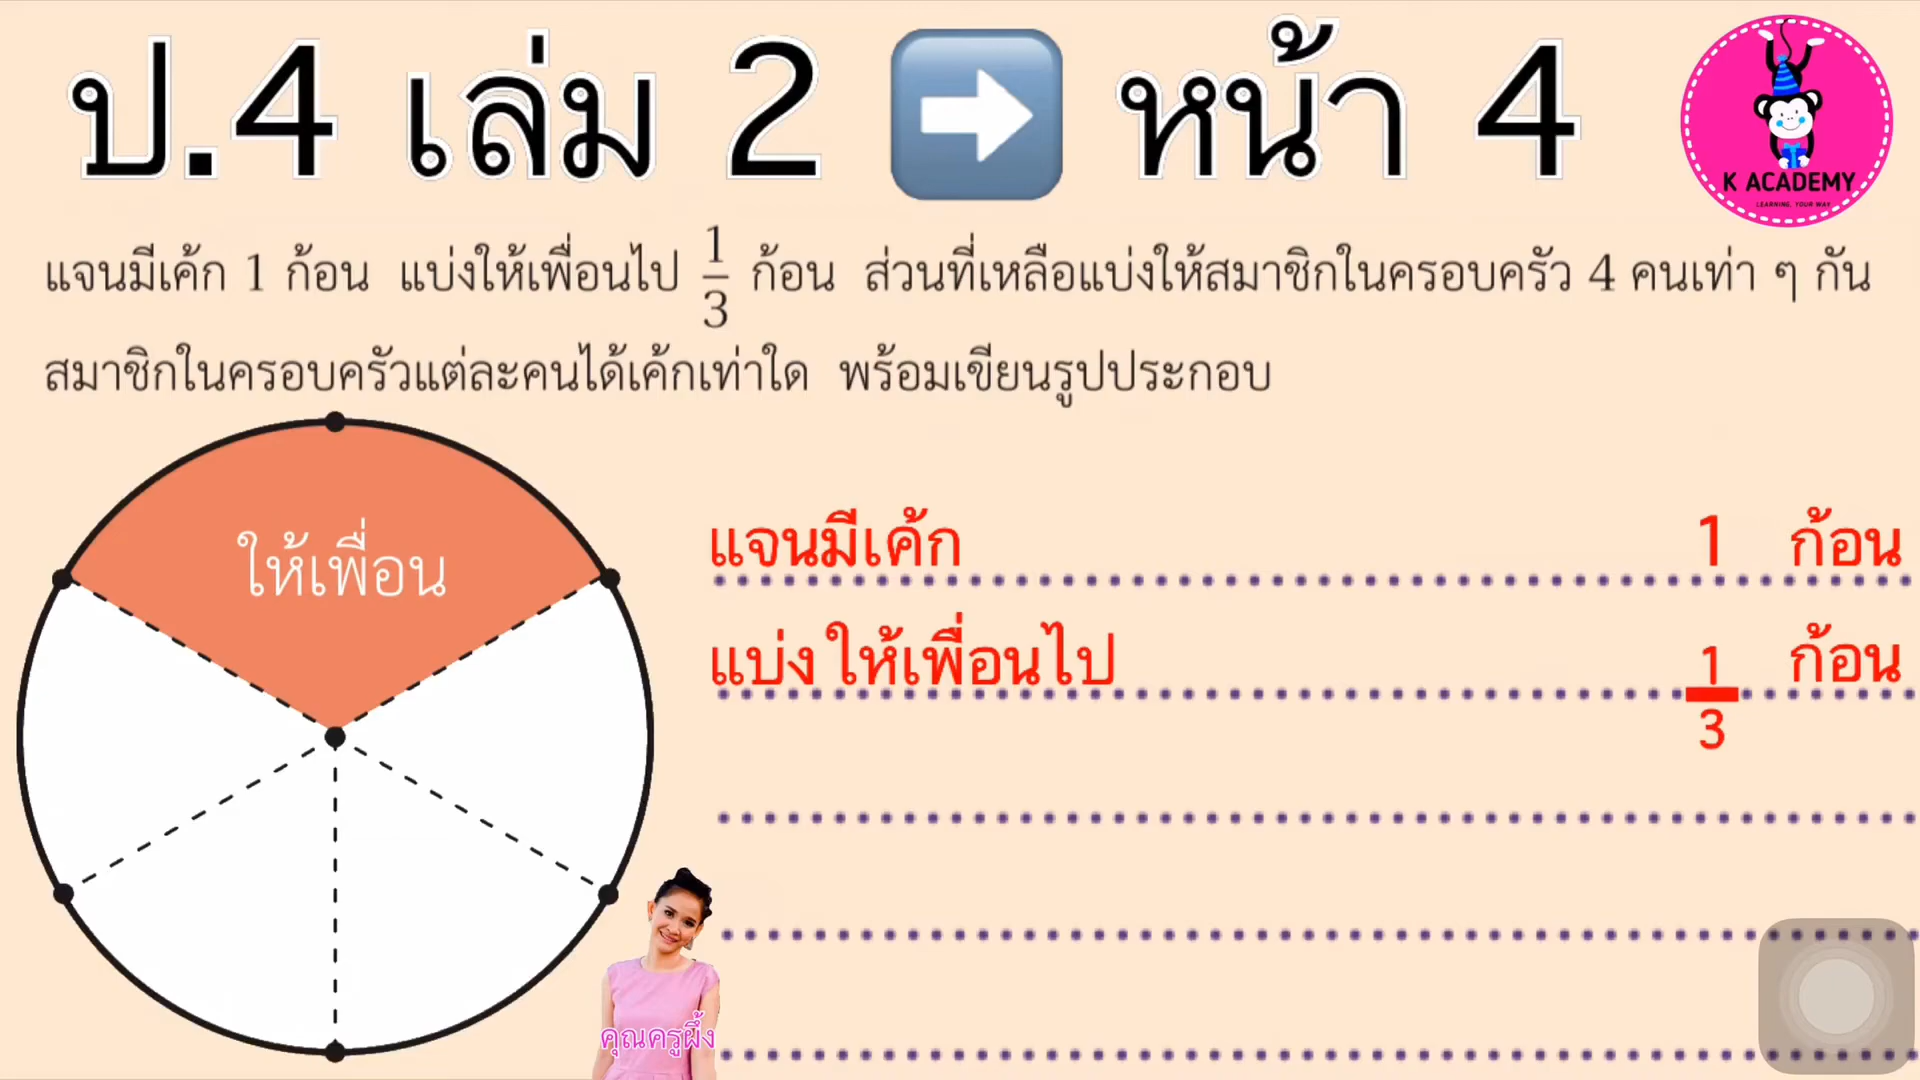 ป.4 เล่ม 2 ➡ หน้า 4
K ACADEMY
LEARNING, YOUR WAY
แจนมีเค้ก 1 ก้อน แบ่งให้เพื่อนไป 1/3 ก้อน ส่วนที่เหลือแบ่งให้สมาชิกในครอบครัว 4 คนเท่า ๆ กัน
สมาชิกในครอบครัวแต่ละคนได้เค้กเท่าใด พร้อมเขียนรูปประกอบ
ให้เพื่อน
แจนมีเค้ก 1 ก้อน
แบ่งให้เพื่อนไป 1/3 ก้อน
คุณครูผึ้ง